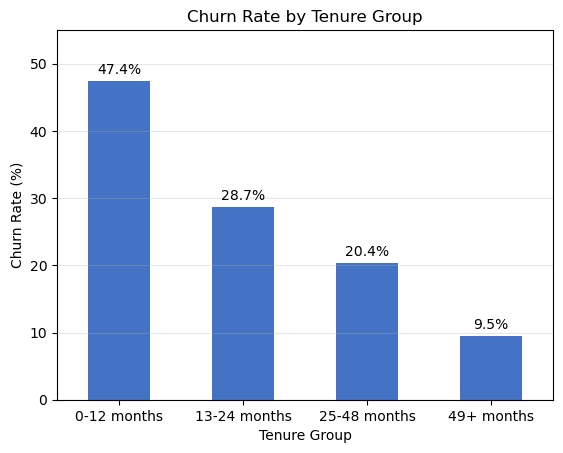 Churn Rate by Tenure Group
Churn Rate (%)
50
40
30
20
10
0
47.4%
28.7%
20.4%
9.5%
0-12 months
13-24 months
25-48 months
49+ months
Tenure Group